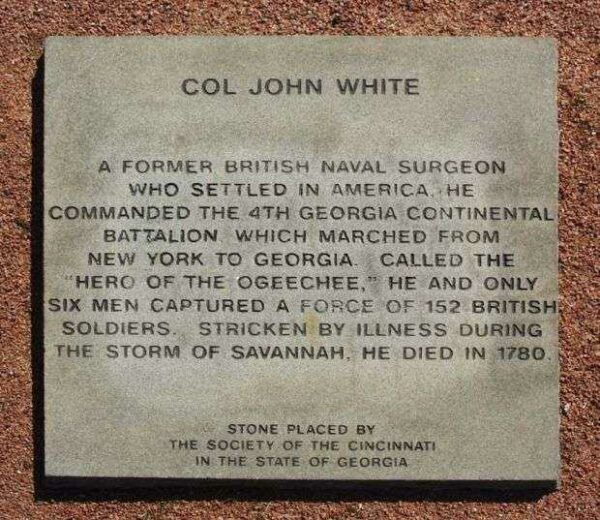 COL JOHN WHITE
A FORMER BRITISH NAVAL SURGEON
WHO SETTLED IN AMERICA. HE
COMMANDED THE 4TH GEORGIA CONTINENTAL
BATTALION WHICH MARCHED FROM
NEW YORK TO GEORGIA. CALLED THE
"HERO OF THE OGEECHEE," HE AND ONLY
SIX MEN CAPTURED A FORCE OF 152 BRITISH
SOLDIERS. STRICKEN BY ILLNESS DURING
THE STORM OF SAVANNAH, HE DIED IN 1780.
STONE PLACED BY
THE SOCIETY OF THE CINCINNATI
IN THE STATE OF GEORGIA